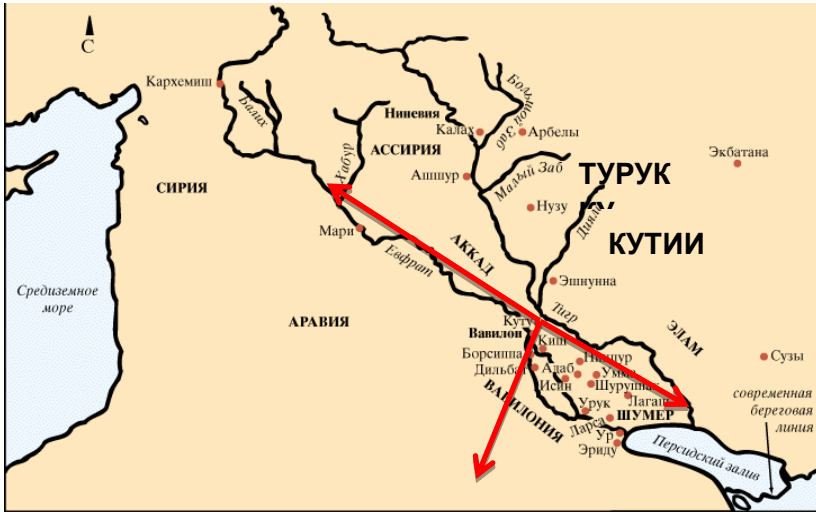 С
Кархемиш
Балих
Большой Заб
Ниневия
Калах
Арбелы
АССИРИЯ
Хабур
Экбатана
Малый Заб
ТУРУК
КУ
СИРИЯ
Ашшур
Нузу
Дияла
Мари
КУТИИ
АККАД
Евфрат
Эшнунна
Средиземное
море
АРАВИЯ
Тигр
Куту
ЭЛАМ
Вавилон
Киш
Борсиппа
Ниппур
Сузы
Дильбат
Адаб
Умма
Исин
Шуруппак
ВАВИЛОНИЯ
Лагаш
современная
береговая
линия
Урук
ШУМЕР
Ларса
Ур
Эриду
Персидский залив